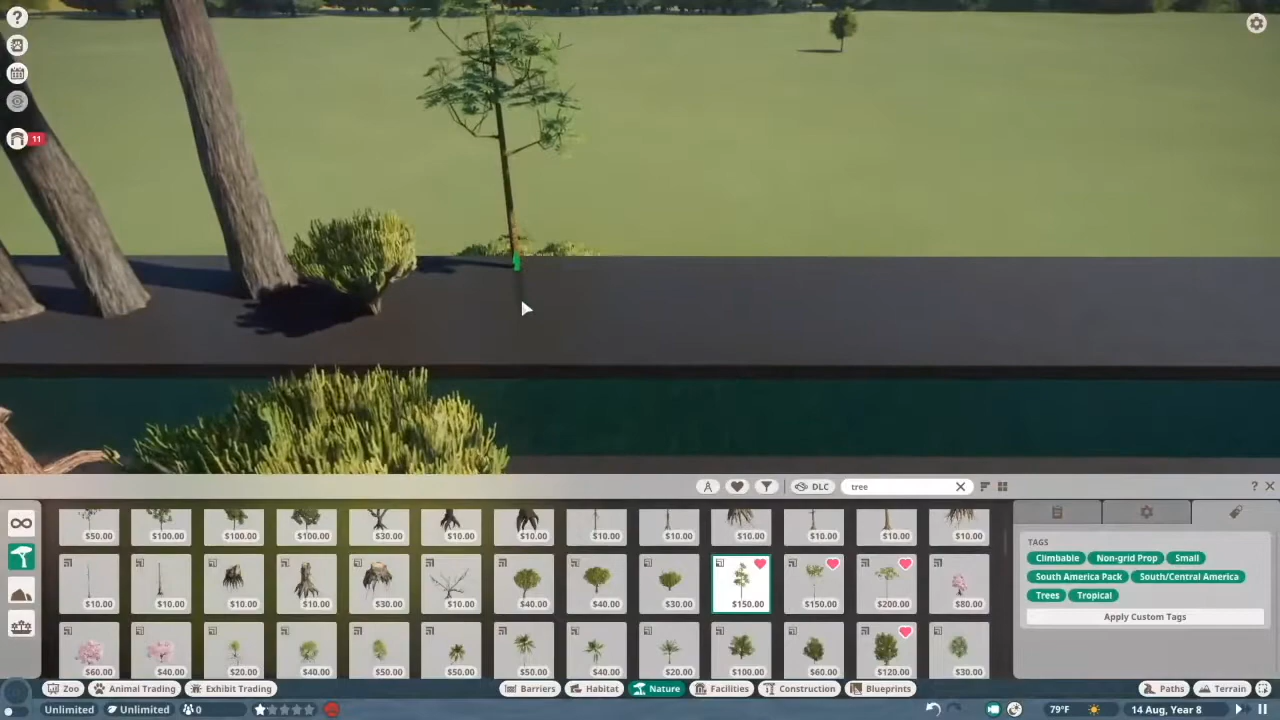 ?
11
DLC
tree
?
$50.00 $100.00 $100.00 $100.00 $30.00 $10.00 $10.00 $10.00 $10.00 $10.00 $10.00 $10.00 $10.00
$10.00 $10.00 $10.00 $10.00 $30.00 $10.00 $40.00 $40.00 $30.00 $150.00 $150.00 $200.00 $80.00
$60.00 $40.00 $20.00 $40.00 $50.00 $50.00 $50.00 $40.00 $20.00 $100.00 $60.00 $120.00 $30.00
TAGS
Climbable Non-grid Prop Small
South America Pack South/Central America
Trees Tropical
Apply Custom Tags
Zoo Animal Trading Exhibit Trading Barriers Habitat Nature Facilities Construction Blueprints Paths Terrain
Unlimited Unlimited 0 79°F 14 Aug, Year 8